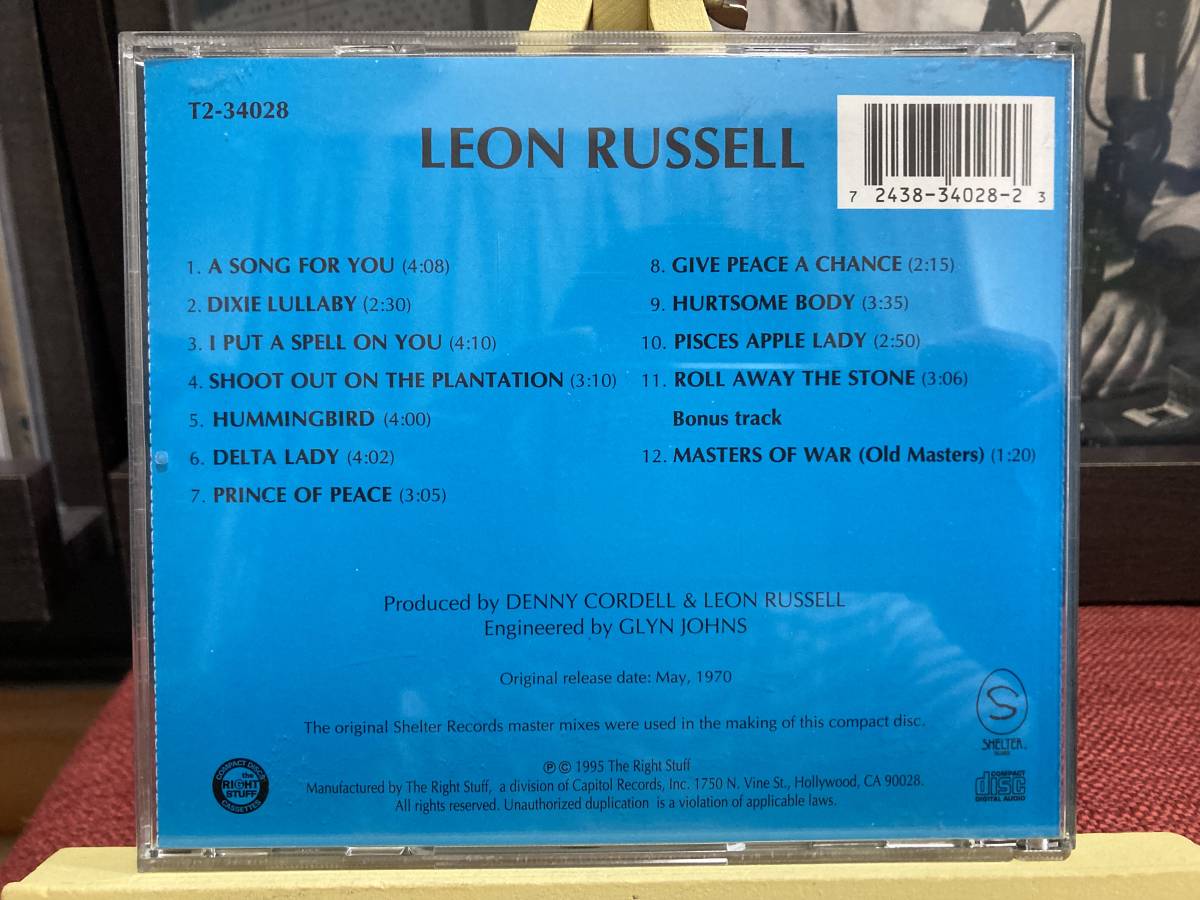 T2-34028
LEON RUSSELL
7 2438-34028-2 3
1. A SONG FOR YOU (4:08)
2. DIXIE LULLABY (2:30)
3. I PUT A SPELL ON YOU (4:10)
4. SHOOT OUT ON THE PLANTATION (3:10)
5. HUMMINGBIRD (4:00)
6. DELTA LADY (4:02)
7. PRINCE OF PEACE (3:05)
8. GIVE PEACE A CHANCE (2:15)
9. HURTSOME BODY (3:35)
10. PISCES APPLE LADY (2:50)
11. ROLL AWAY THE STONE (3:06)
Bonus track
12. MASTERS OF WAR (Old Masters) (1:20)
Produced by DENNY CORDELL & LEON RUSSELL
Engineered by GLYN JOHNS
Original release date: May, 1970
The original Shelter Records master mixes were used in the making of this compact disc.
℗ © 1995 The Right Stuff
Manufactured by The Right Stuff, a division of Capitol Records, Inc. 1750 N. Vine St., Hollywood, CA 90028.
All rights reserved. Unauthorized duplication is a violation of applicable laws.
COMPACT DISCS
the
RIGHT
STUFF
CASSETTES
S
SHELTER
COMPACT
disc
DIGITAL AUDIO